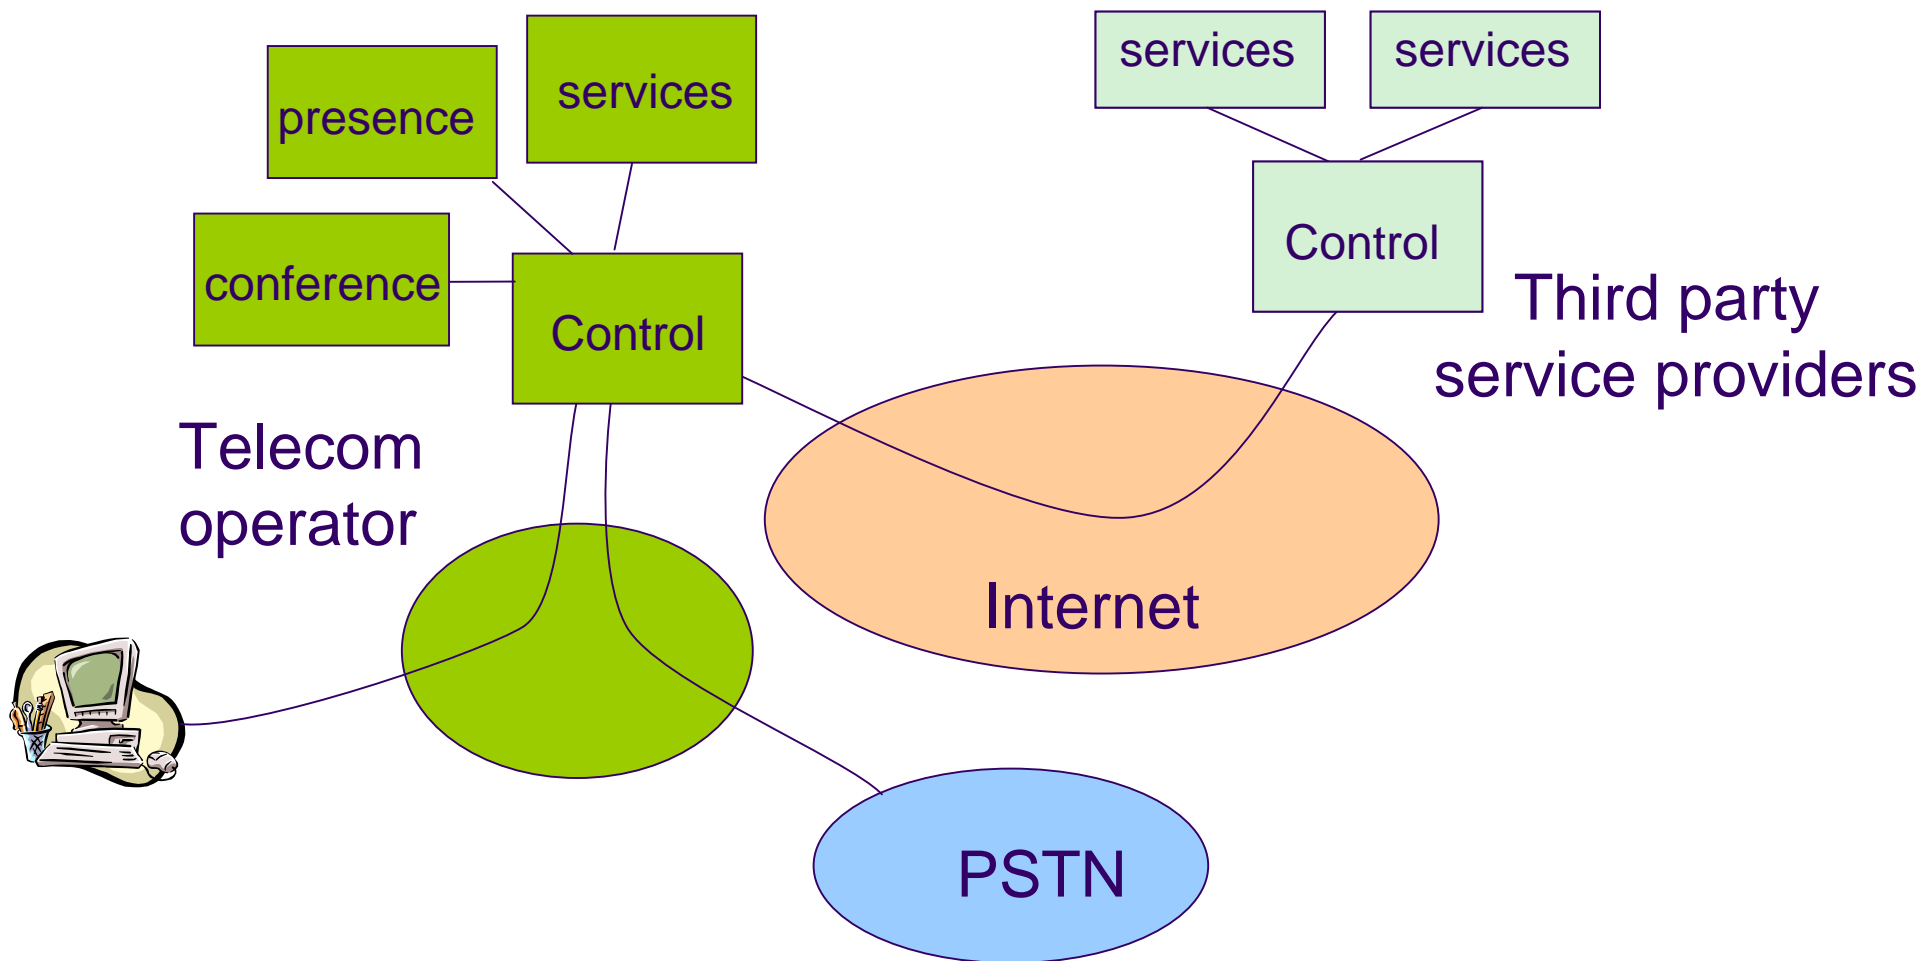 presence
services
conference
Control
Telecom
operator
services
services
Control
Third party
service providers
Internet
PSTN